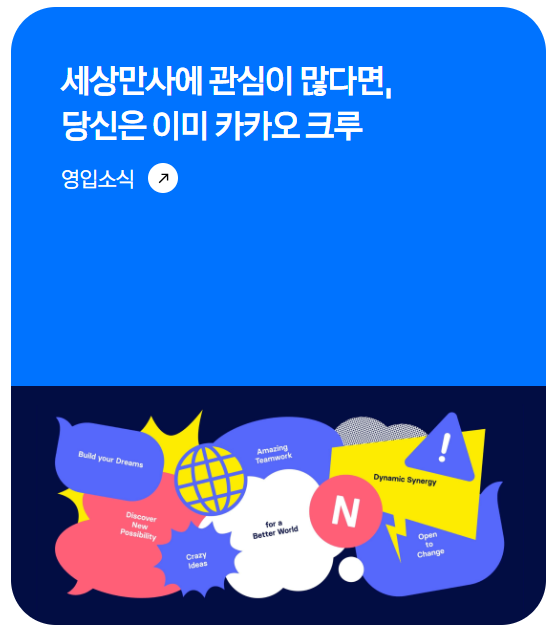 세상만사에 관심이 많다면,
당신은 이미 카카오 크루
영입소식
Build your Dreams
Amazing
Teamwork
Dynamic Synergy
Discover
New
Possibility
for a
Better World
N
Crazy
Ideas
Open
to
Change
!